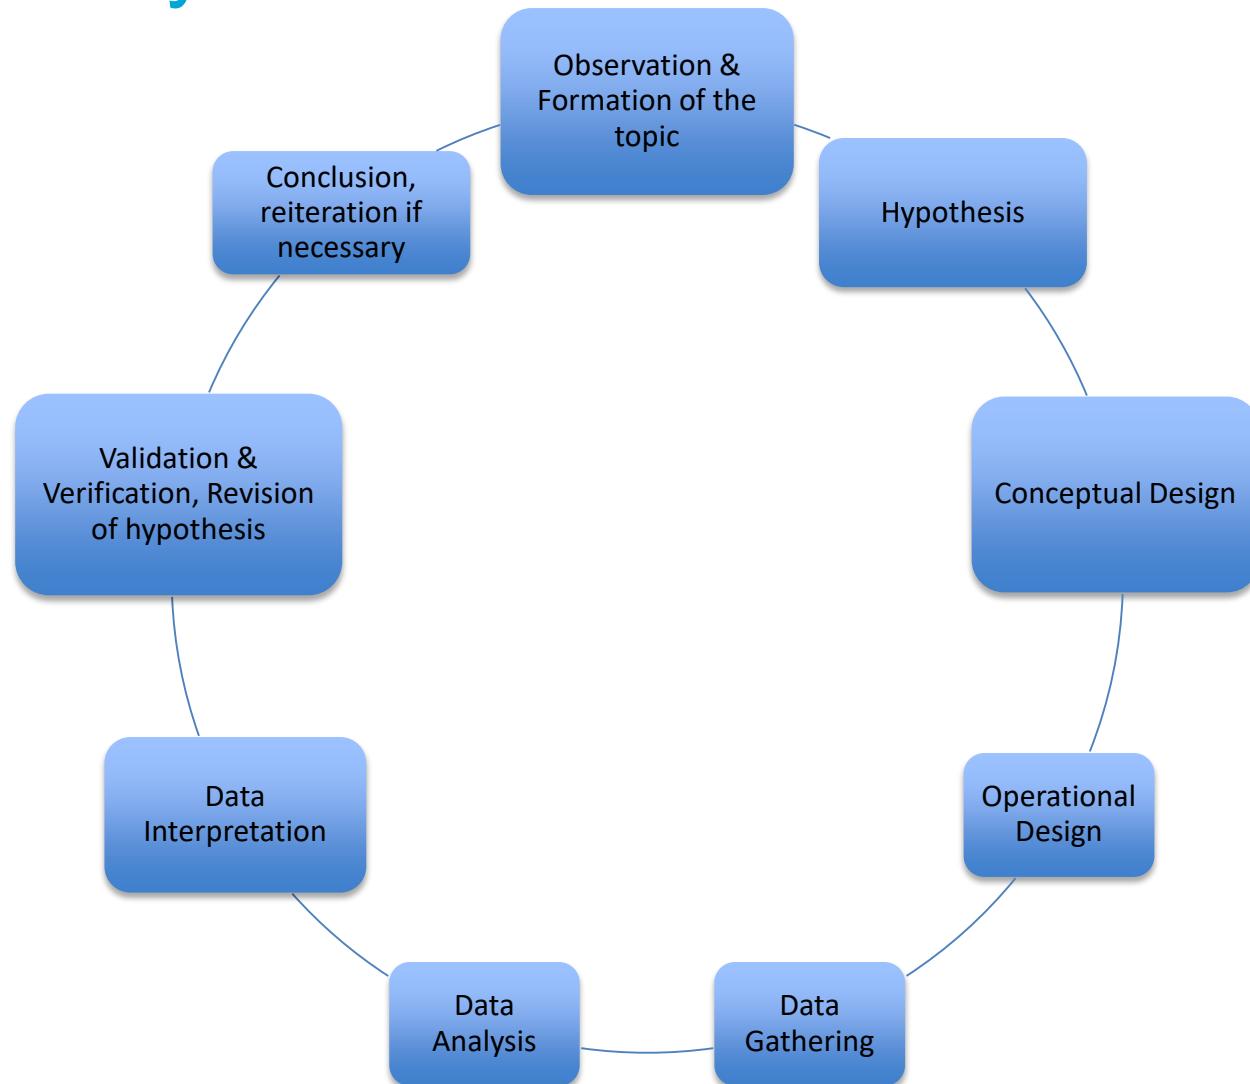 Observation &
Formation of the
topic
Hypothesis
Conceptual Design
Operational
Design
Data
Gathering
Data
Analysis
Data
Interpretation
Validation &
Verification, Revision
of hypothesis
Conclusion,
reiteration if
necessary